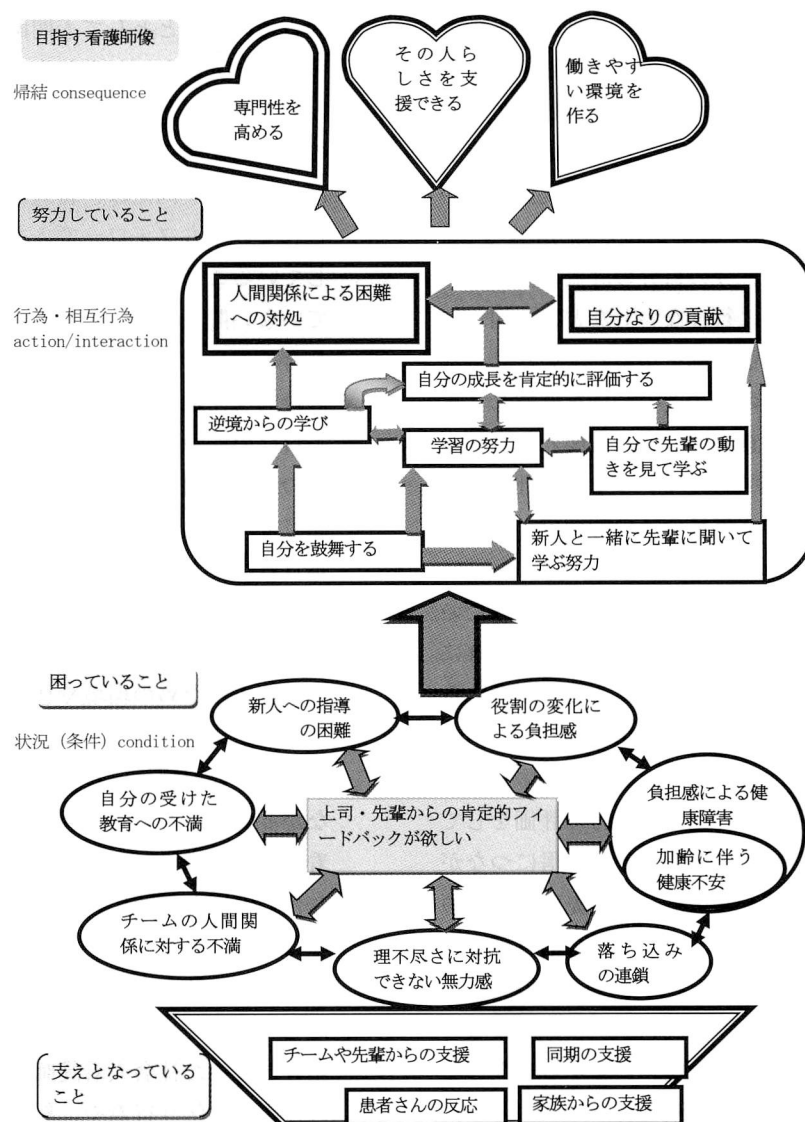 目指す看護師像
帰結 consequence
専門性を
高める
その人ら
しさを支
援できる
働きやす
い環境を
作る
努力していること
行為・相互行為
action/interaction
人間関係による困難
への対処
自分なりの貢献
自分の成長を肯定的に評価する
逆境からの学び
学習の努力
自分で先輩の動
きを見て学ぶ
自分を鼓舞する
新人と一緒に先輩に聞いて
学ぶ努力
困っていること
状況（条件）condition
新人への指導
の困難
役割の変化に
よる負担感
自分の受けた
教育への不満
上司・先輩からの肯定的フィ
ードバックが欲しい
負担感による健
康障害
加齢に伴う
健康不安
チームの人間関
係に対する不満
理不尽さに対抗
できない無力感
落ち込み
の連鎖
支えとなっている
こと
チームや先輩からの支援
同期の支援
患者さんの反応
家族からの支援